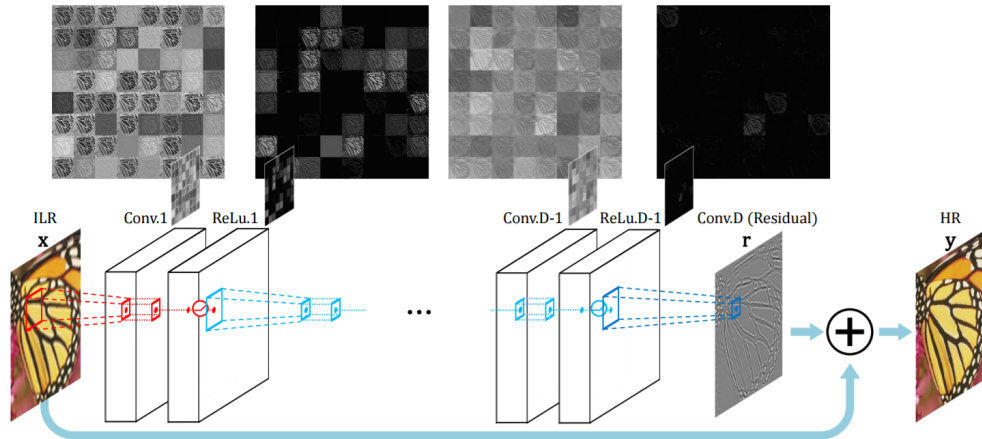 ILR
x
Conv.1
ReLu.1
...
Conv.D-1
ReLu.D-1
Conv.D (Residual)
r
+
HR
y